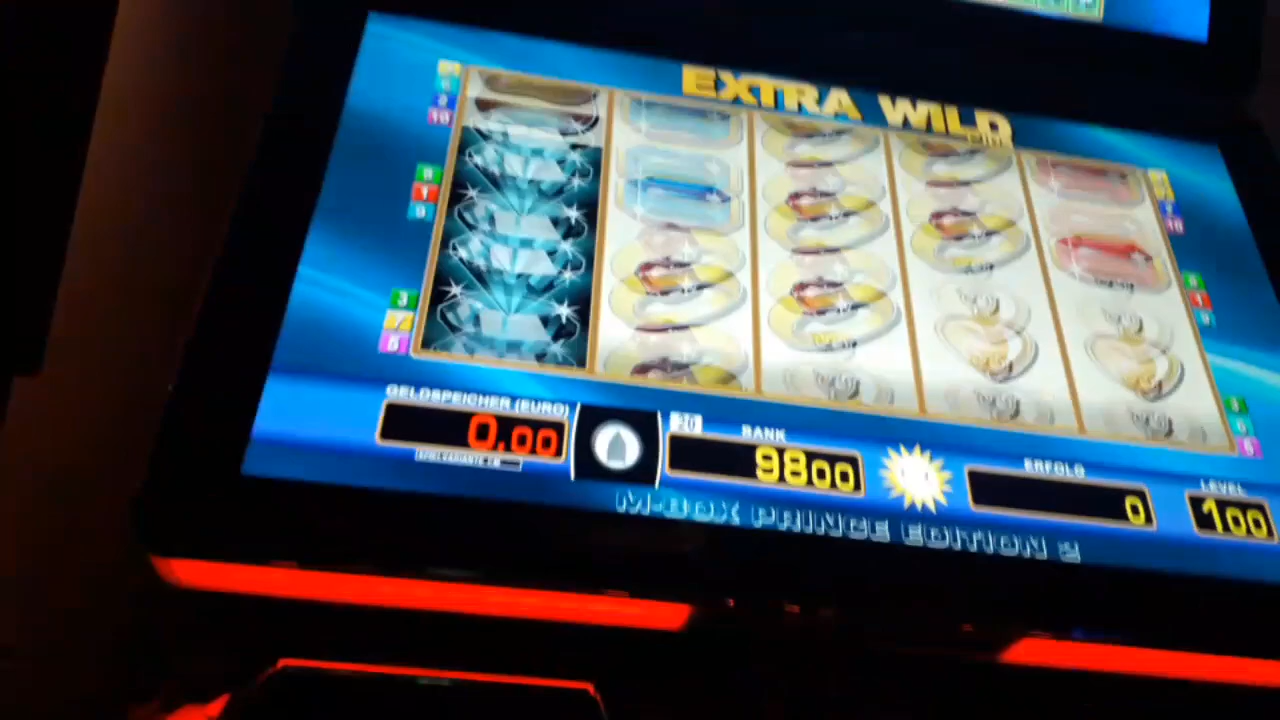 EXTRA WILD
GELDSPEICHER (EURO)
0,00
20
BANK
9800
ERFOLG
0
LEVEL
100
M-BOX PRINCE EDITION 2